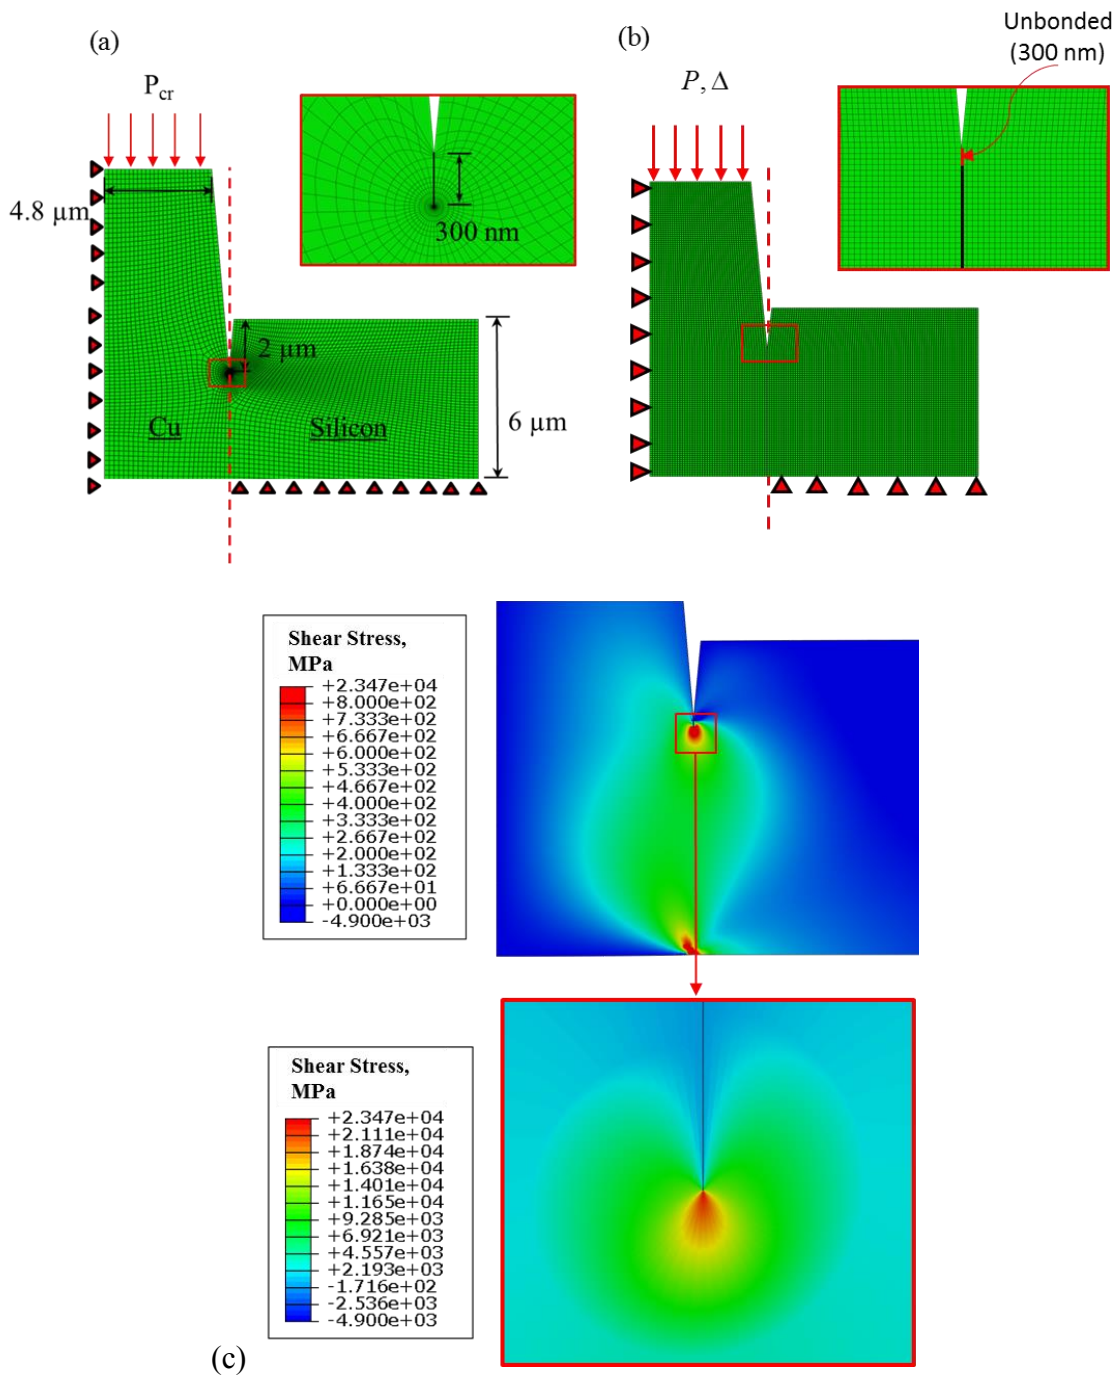 (a)
P_cr
4.8 µm
300 nm
2 µm
6 µm
Cu
Silicon
(b)
P, Δ
Unbonded
(300 nm)
Shear Stress,
MPa
+2.347e+04
+8.000e+02
+7.333e+02
+6.667e+02
+6.000e+02
+5.333e+02
+4.667e+02
+4.000e+02
+3.333e+02
+2.667e+02
+2.000e+02
+1.333e+02
+6.667e+01
+0.000e+00
-4.900e+03
Shear Stress,
MPa
+2.347e+04
+2.111e+04
+1.874e+04
+1.638e+04
+1.401e+04
+1.165e+04
+9.285e+03
+6.921e+03
+4.557e+03
+2.193e+03
-1.716e+02
-2.536e+03
-4.900e+03
(c)